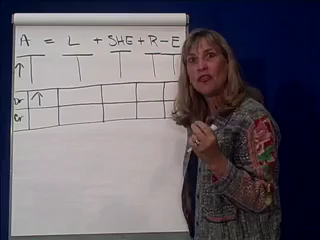 A = L + SHE + R - E
↑
Dr ↑
Cr